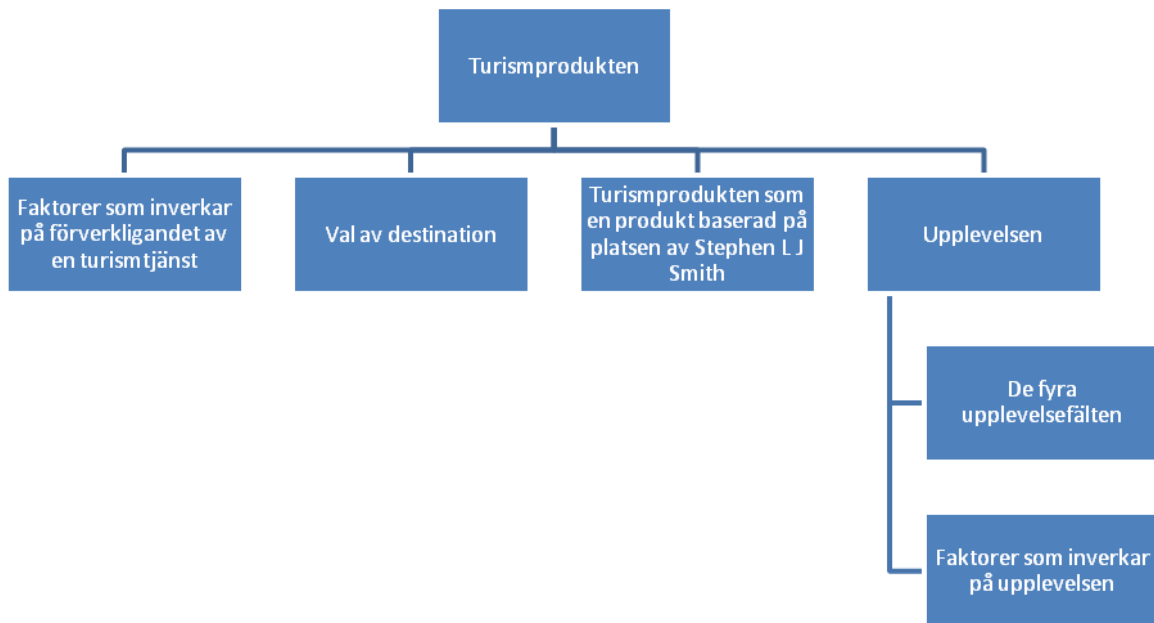 Turismprodukten
Faktorer som inverkar
på förverkligandet av
en turismtjänst
Val av destination
Turismprodukten som
en produkt baserad på
platsen av Stephen L J
Smith
Upplevelsen
De fyra
upplevelsefälten
Faktorer som inverkar
på upplevelsen